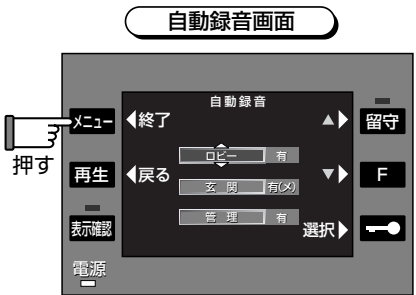 自動録音画面
自動録音
メニュー
終了
▲
留守
押す
ロビー 有
再生
戻る
▼
F
玄関 有(メ)
表示確認
管理 有
選択
電源